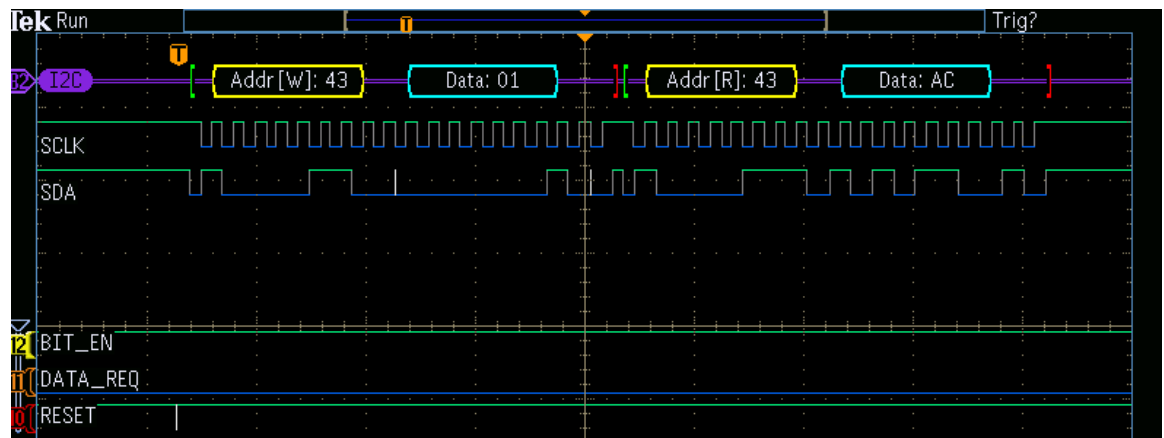 Tek Run Trig?
T
T
B2 I2C Addr[W]: 43 Data: 01 Addr[R]: 43 Data: AC
SCLK
SDA
12 BIT_EN
11 DATA_REQ
10 RESET